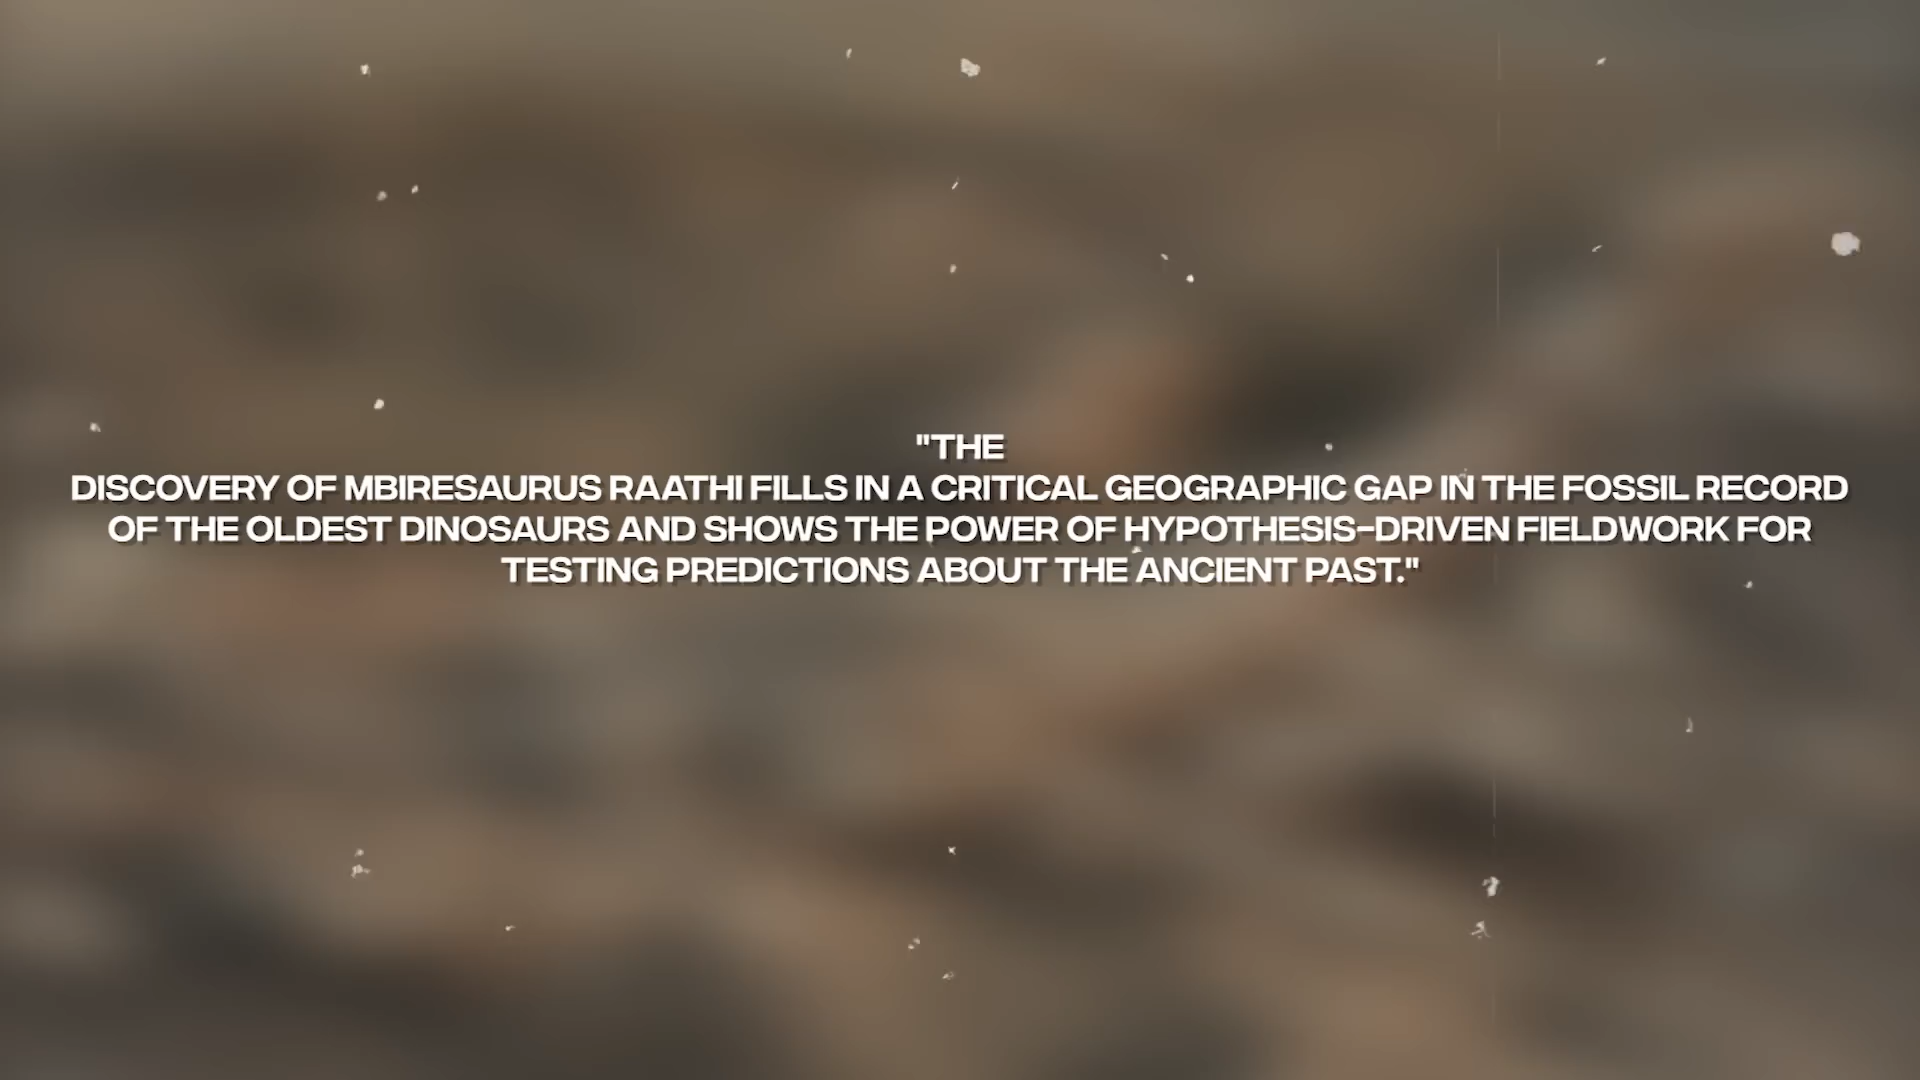 "THE
DISCOVERY OF MBIRESAURUS RAATHI FILLS IN A CRITICAL GEOGRAPHIC GAP IN THE FOSSIL RECORD
OF THE OLDEST DINOSAURS AND SHOWS THE POWER OF HYPOTHESIS-DRIVEN FIELDWORK FOR
TESTING PREDICTIONS ABOUT THE ANCIENT PAST."